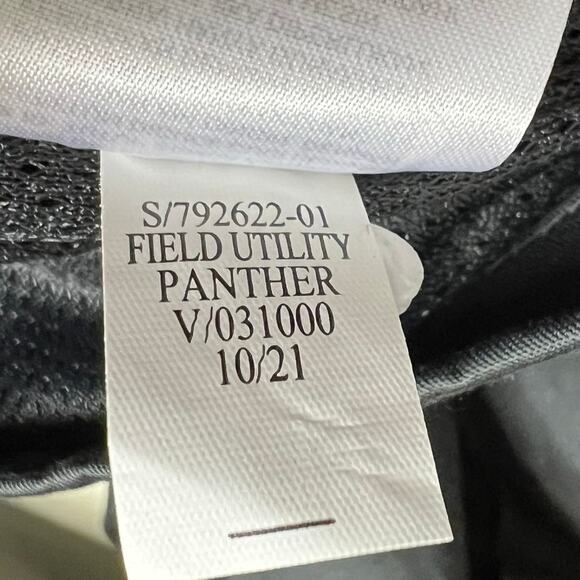 S/792622-01
FIELD UTILITY
PANTHER
V/031000
10/21